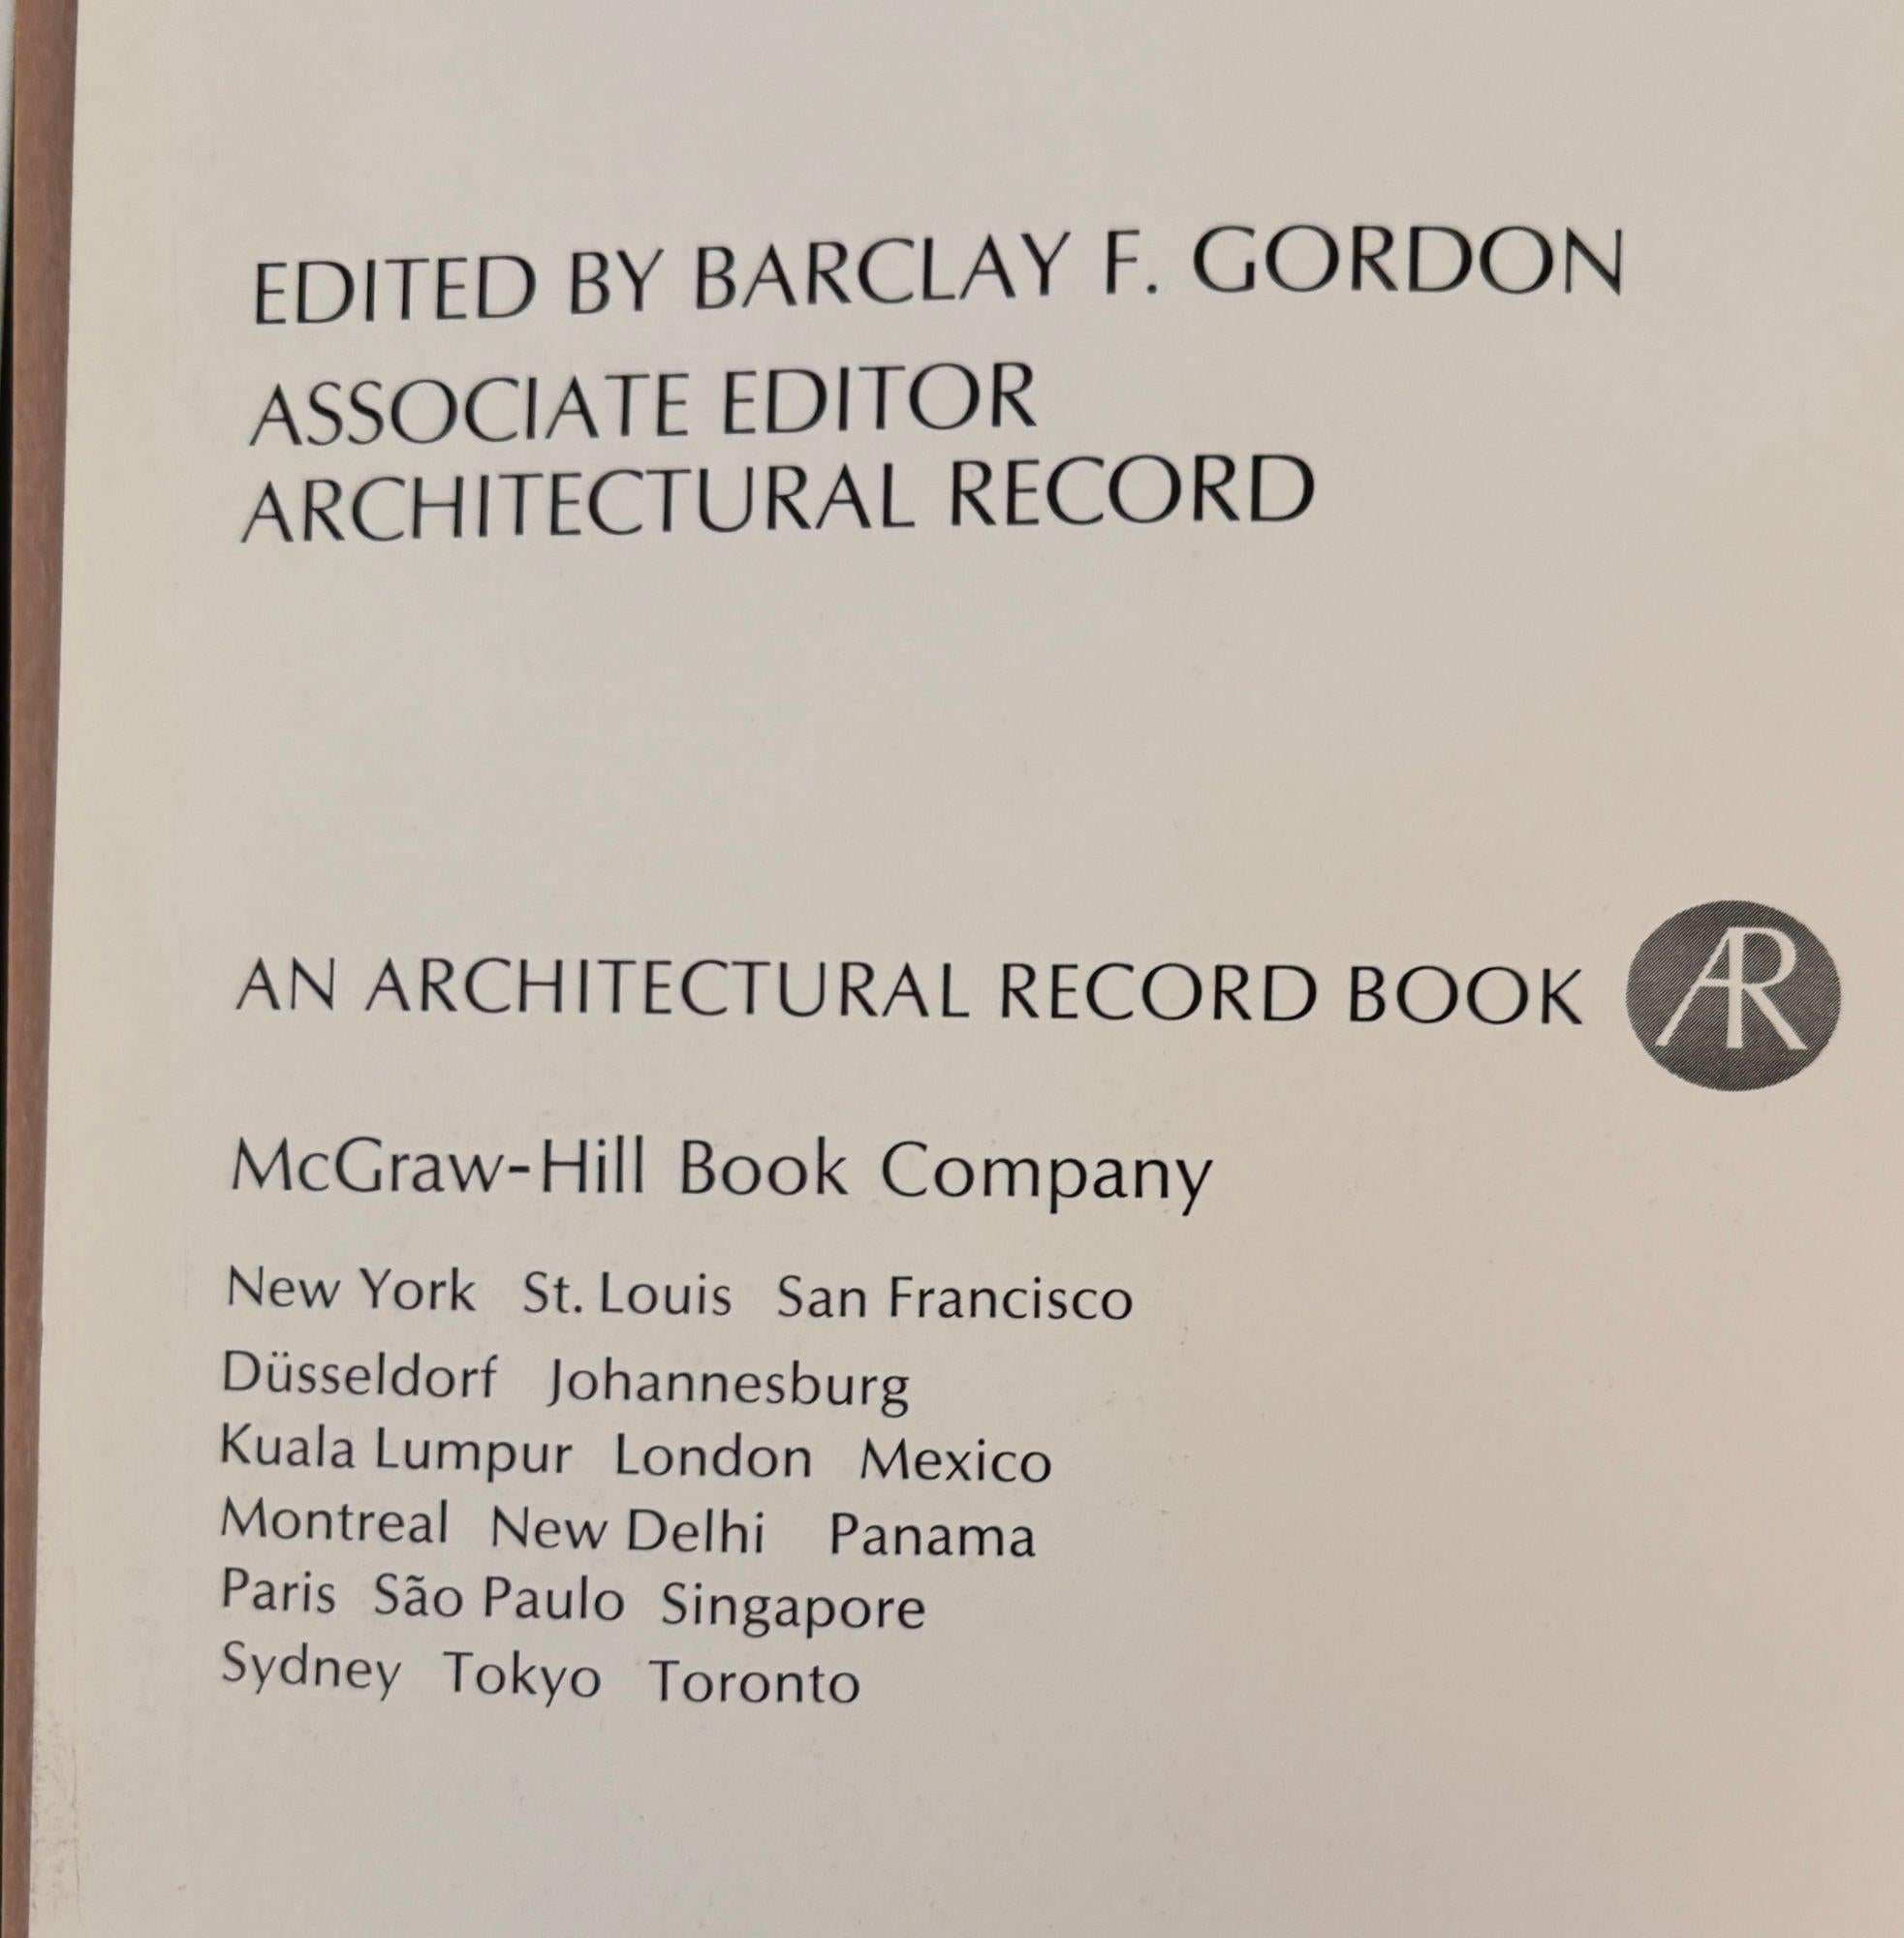 EDITED BY BARCLAY F. GORDON
ASSOCIATE EDITOR
ARCHITECTURAL RECORD
AN ARCHITECTURAL RECORD BOOK AR
McGraw-Hill Book Company
New York St. Louis San Francisco
Düsseldorf Johannesburg
Kuala Lumpur London Mexico
Montreal New Delhi Panama
Paris São Paulo Singapore
Sydney Tokyo Toronto